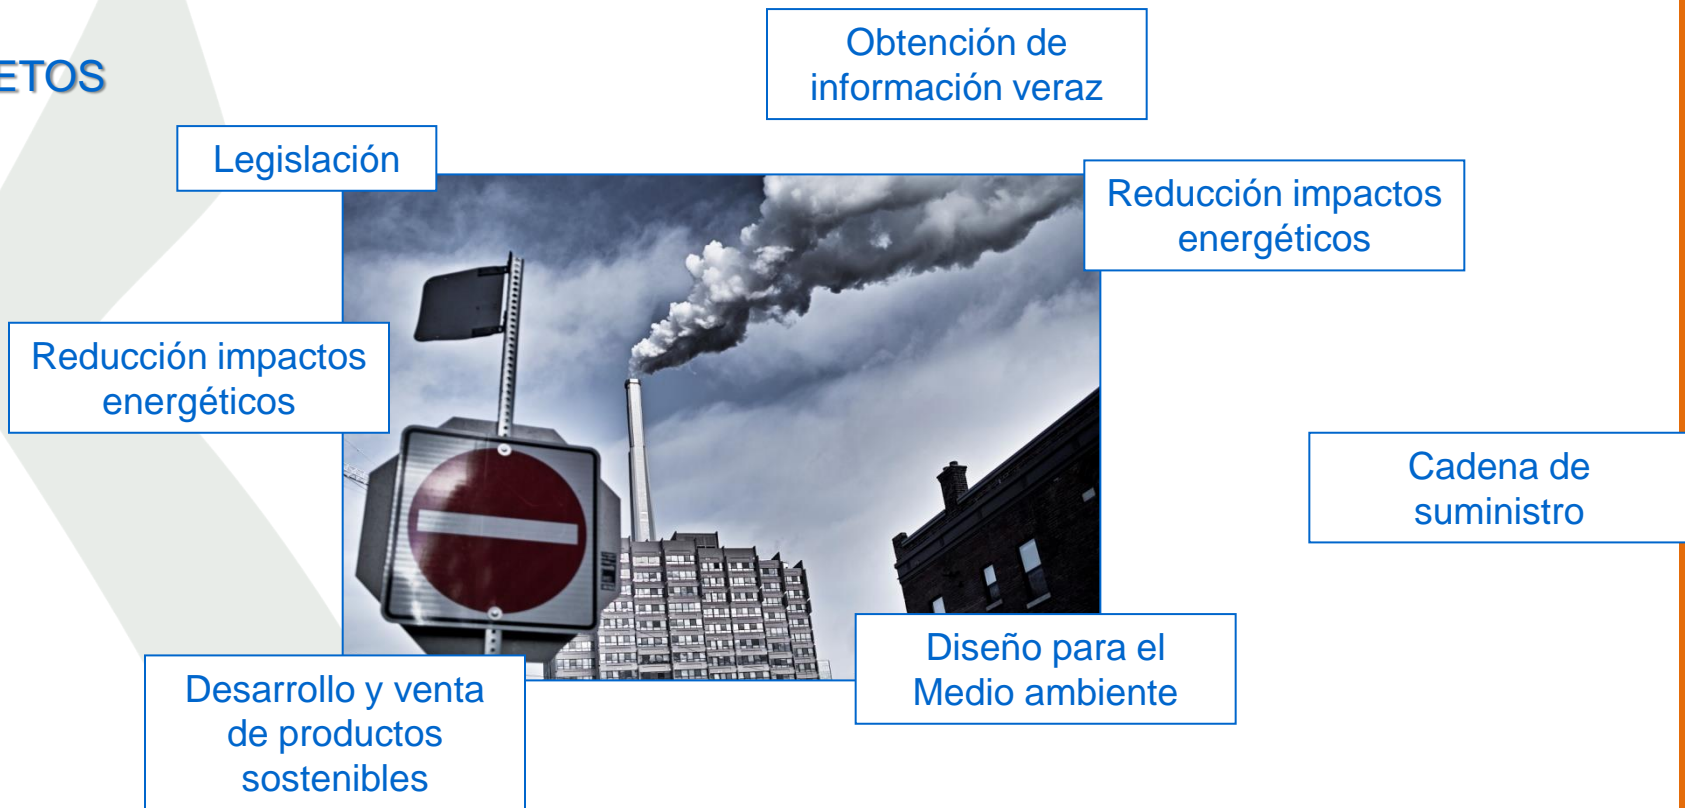 ETOS
Obtención de
información veraz
Legislación
Reducción impactos
energéticos
Reducción impactos
energéticos
Cadena de
suministro
Diseño para el
Medio ambiente
Desarrollo y venta
de productos
sostenibles